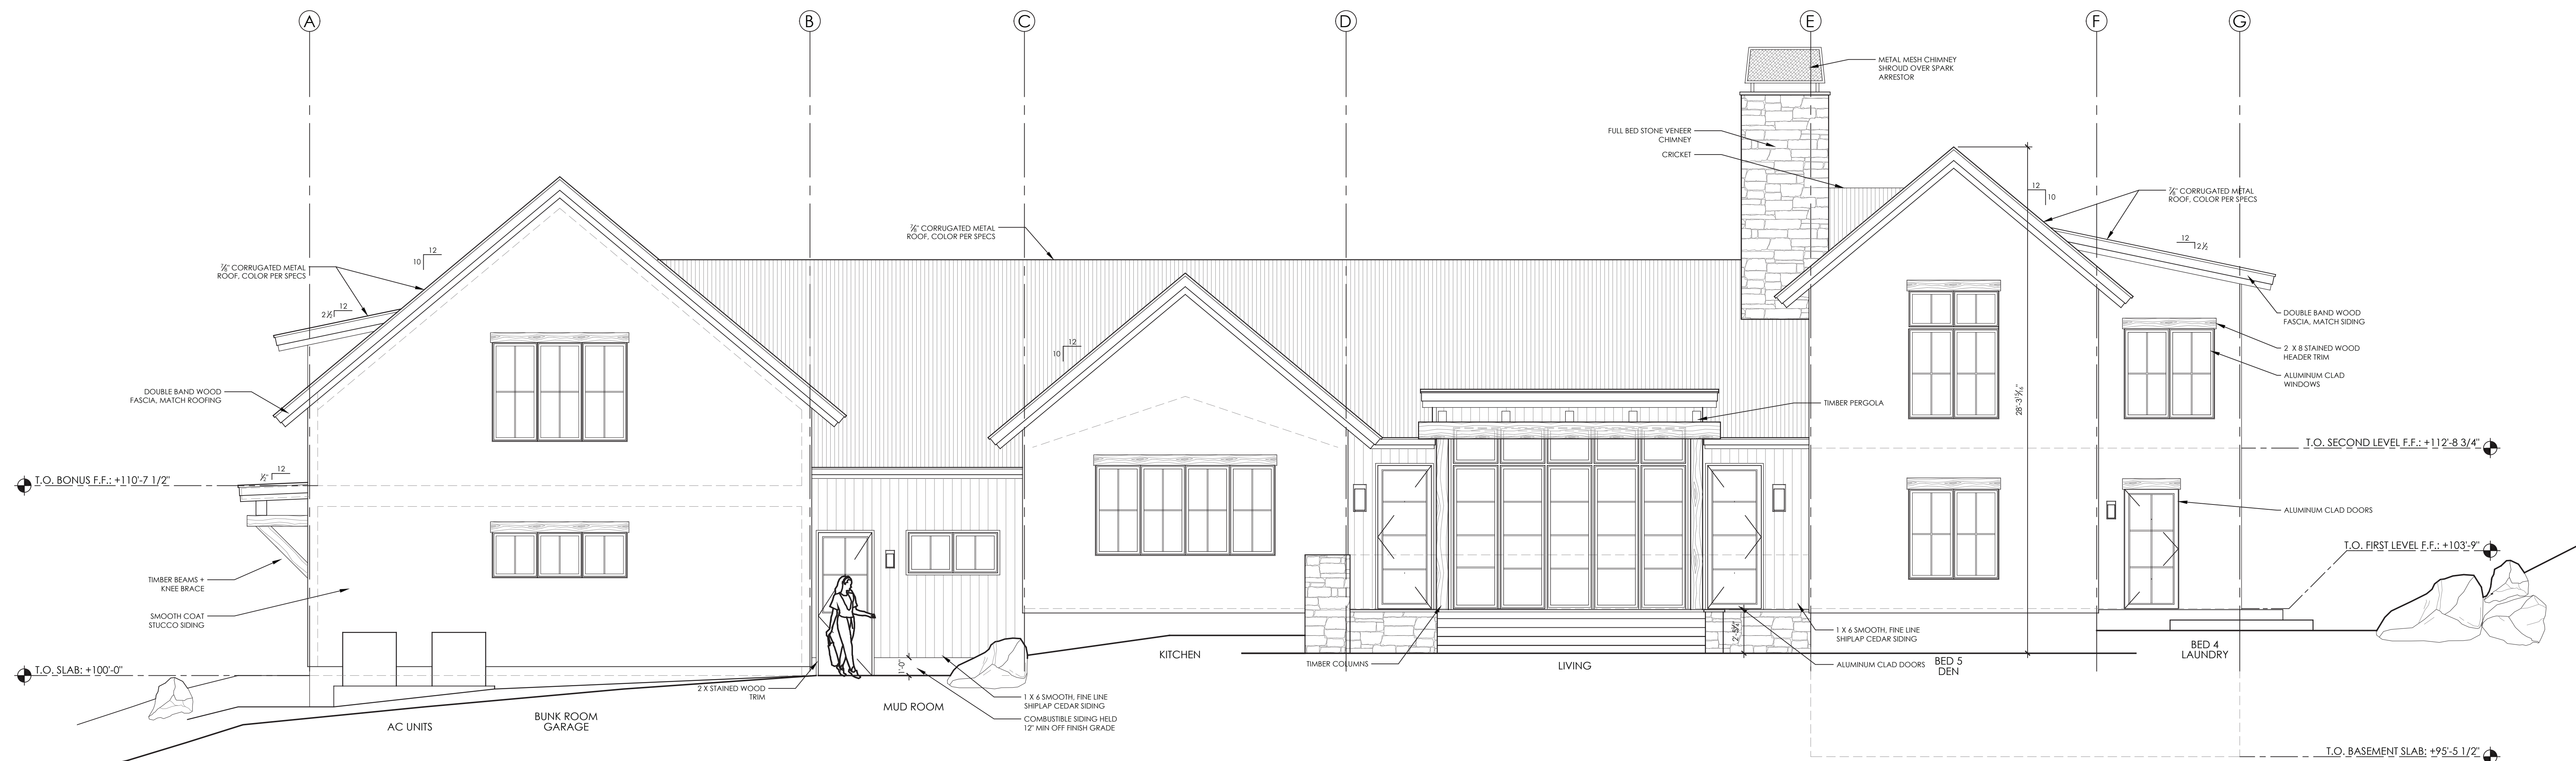 A
B
C
D
E
F
G
METAL MESH CHIMNEY
SHROUD OVER SPARK
ARRESTOR
FULL BED STONE VENEER
CHIMNEY
CRICKET
12
10
⅞" CORRUGATED METAL
ROOF, COLOR PER SPECS
12
2½
⅞" CORRUGATED METAL
ROOF, COLOR PER SPECS
12
10
⅞" CORRUGATED METAL
ROOF, COLOR PER SPECS
12
2½
12
10
DOUBLE BAND WOOD
FASCIA, MATCH SIDING
2 X 8 STAINED WOOD
HEADER TRIM
ALUMINUM CLAD
WINDOWS
DOUBLE BAND WOOD
FASCIA, MATCH ROOFING
TIMBER PERGOLA
T.O. SECOND LEVEL F.F.: +112'-8 3/4"
12
½"
T.O. BONUS F.F.: +110'-7 1/2"
ALUMINUM CLAD DOORS
T.O. FIRST LEVEL F.F.: +103'-9"
TIMBER BEAMS +
KNEE BRACE
SMOOTH COAT
STUCCO SIDING
1 X 6 SMOOTH, FINE LINE
SHIPLAP CEDAR SIDING
BED 4
LAUNDRY
KITCHEN
TIMBER COLUMNS
LIVING
ALUMINUM CLAD DOORS
BED 5
DEN
T.O. SLAB: +100'-0"
1'-0"
2 X STAINED WOOD
TRIM
1 X 6 SMOOTH, FINE LINE
SHIPLAP CEDAR SIDING
MUD ROOM
COMBUSTIBLE SIDING HELD
12" MIN OFF FINISH GRADE
AC UNITS
BUNK ROOM
GARAGE
T.O. BASEMENT SLAB: +95'-5 1/2"